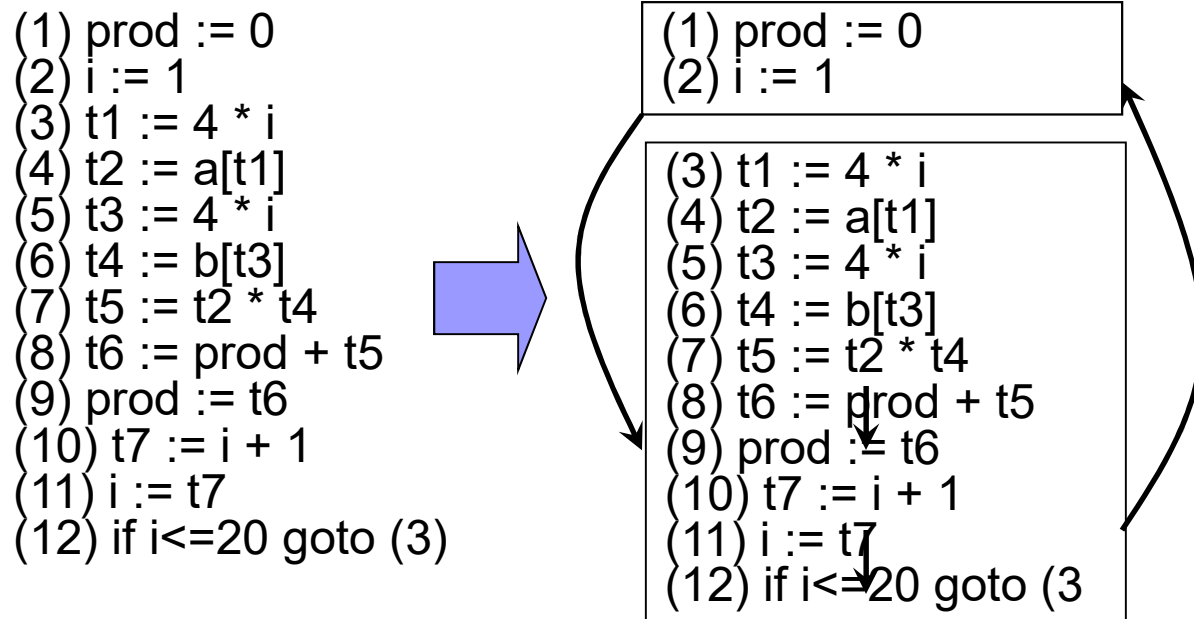 (1) prod := 0
(2) i := 1
(3) t1 := 4 * i
(4) t2 := a[t1]
(5) t3 := 4 * i
(6) t4 := b[t3]
(7) t5 := t2 * t4
(8) t6 := prod + t5
(9) prod := t6
(10) t7 := i + 1
(11) i := t7
(12) if i<=20 goto (3)
(1) prod := 0
(2) i := 1
(3) t1 := 4 * i
(4) t2 := a[t1]
(5) t3 := 4 * i
(6) t4 := b[t3]
(7) t5 := t2 * t4
(8) t6 := prod + t5
(9) prod := t6
(10) t7 := i + 1
(11) i := t7
(12) if i<=20 goto (3